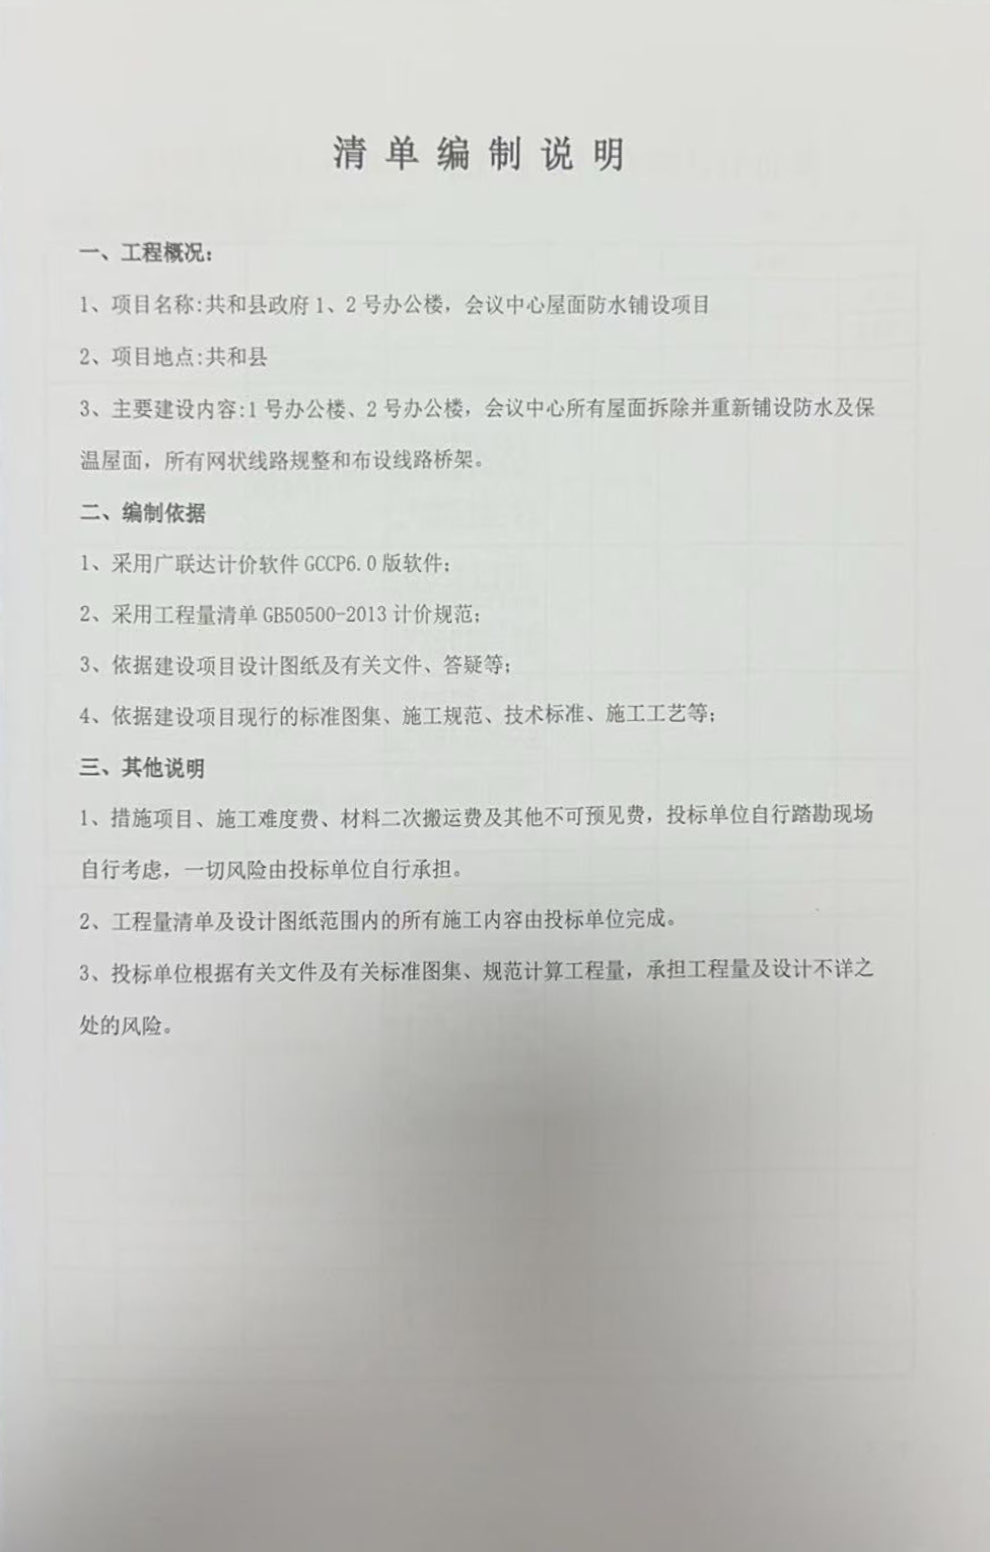 清单编制说明
一、工程概况:
1、项目名称:共和县政府1、2号办公楼，会议中心屋面防水铺设项目
2、项目地点:共和县
3、主要建设内容:1号办公楼、2号办公楼，会议中心所有屋面拆除并重新铺设防水及保
温屋面，所有网状线路规整和布设线路桥架。
二、编制依据
1、采用广联达计价软件GCCP6.0版软件;
2、采用工程量清单GB50500-2013计价规范;
3、依据建设项目设计图纸及有关文件、答疑等;
4、依据建设项目现行的标准图集、施工规范、技术标准、施工工艺等;
三、其他说明
1、措施项目、施工难度费、材料二次搬运费及其他不可预见费，投标单位自行踏勘现场
自行考虑，一切风险由投标单位自行承担。
2、工程量清单及设计图纸范围内的所有施工内容由投标单位完成。
3、投标单位根据有关文件及有关标准图集、规范计算工程量，承担工程量及设计不详之
处的风险。